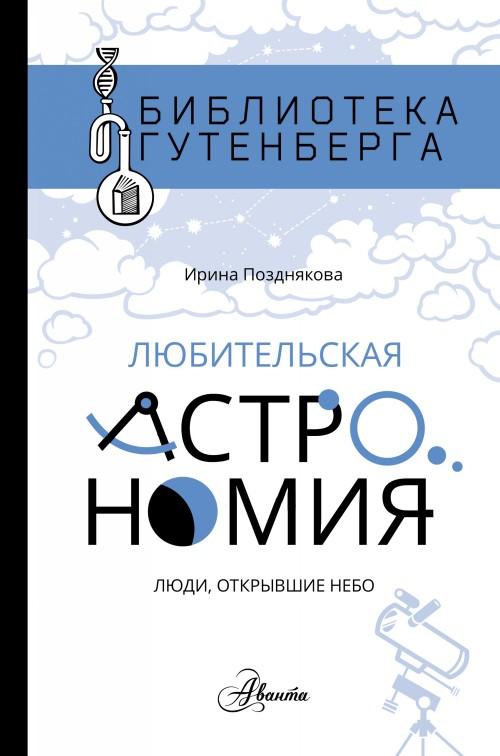 БИБЛИОТЕКА
ГУТЕНБЕРГА
Ирина Позднякова
ЛЮБИТЕЛЬСКАЯ
АСТРО
НОМИЯ
ЛЮДИ, ОТКРЫВШИЕ НЕБО
Аванта